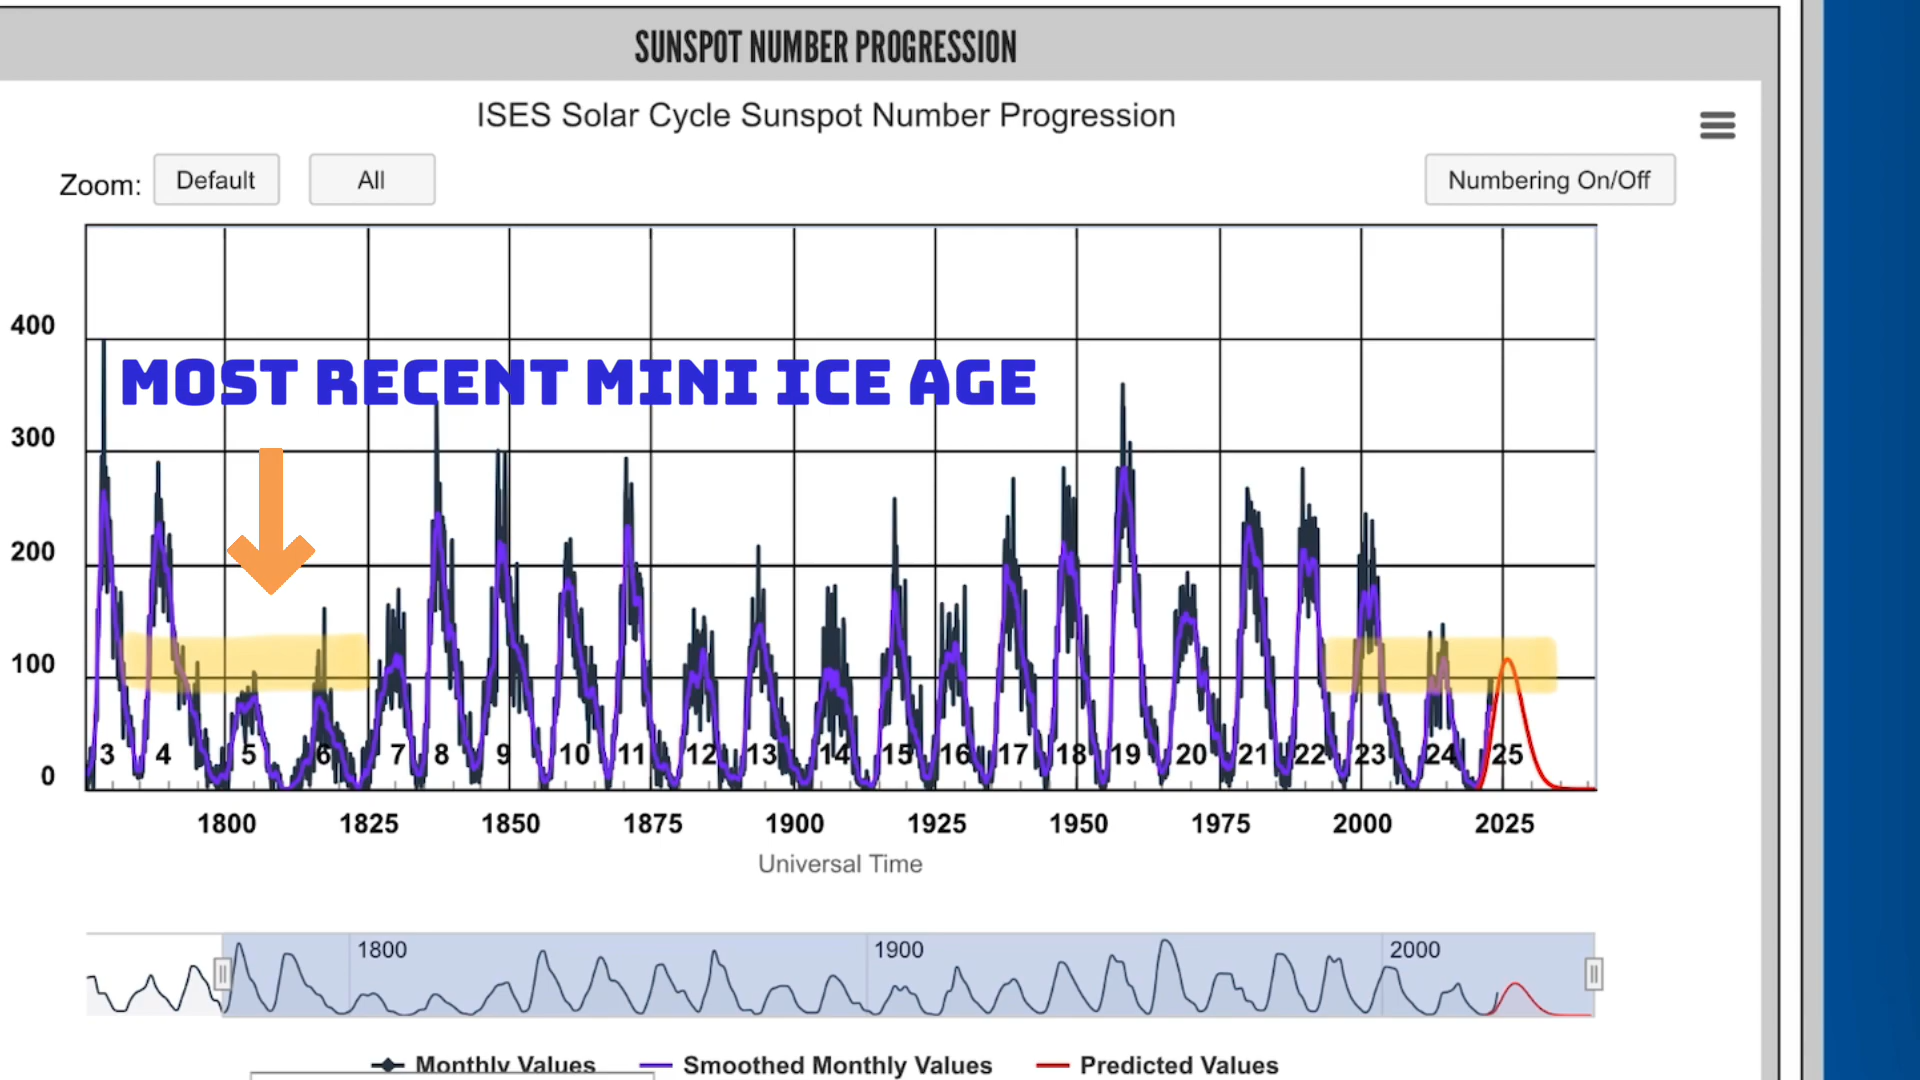 SUNSPOT NUMBER PROGRESSION
ISES Solar Cycle Sunspot Number Progression
Zoom: Default All Numbering On/Off
400
MOST RECENT MINI ICE AGE
300
200
100
3 4 5 6 7 8 9 10 11 12 13 14 15 16 17 18 19 20 21 22 23 24 25
0
1800 1825 1850 1875 1900 1925 1950 1975 2000 2025
Universal Time
1800 1900 2000
Monthly Values Smoothed Monthly Values Predicted Values